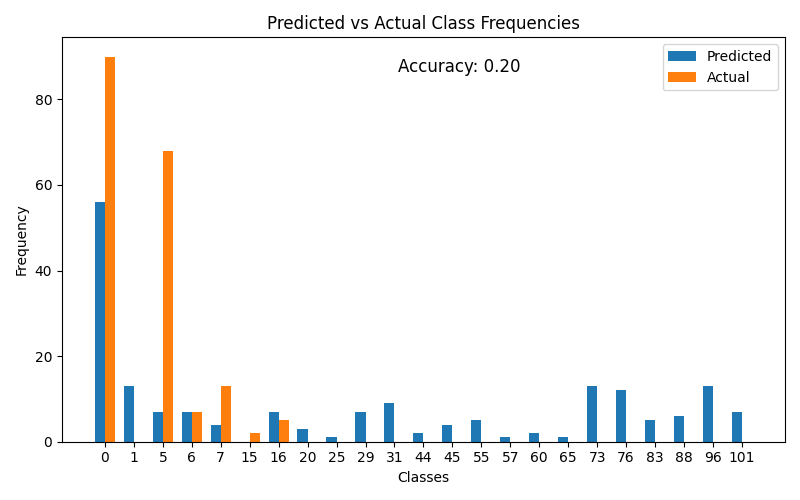 Predicted vs Actual Class Frequencies
Accuracy: 0.20
Predicted
Actual
80
60
40
20
0
Frequency
0 1 5 6 7 15 16 20 25 29 31 44 45 55 57 60 65 73 76 83 88 96 101
Classes